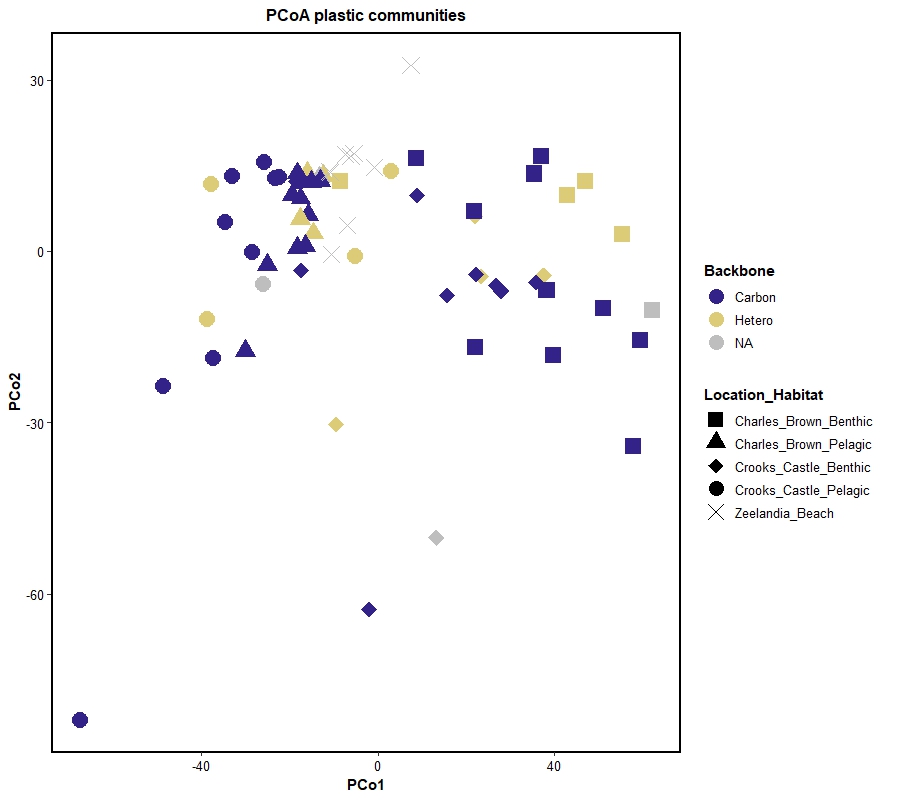 PCoA plastic communities
30
0
-30
-60
PCo2
-40
0
40
PCo1
Backbone
Carbon
Hetero
NA
Location_Habitat
Charles_Brown_Benthic
Charles_Brown_Pelagic
Crooks_Castle_Benthic
Crooks_Castle_Pelagic
Zeelandia_Beach